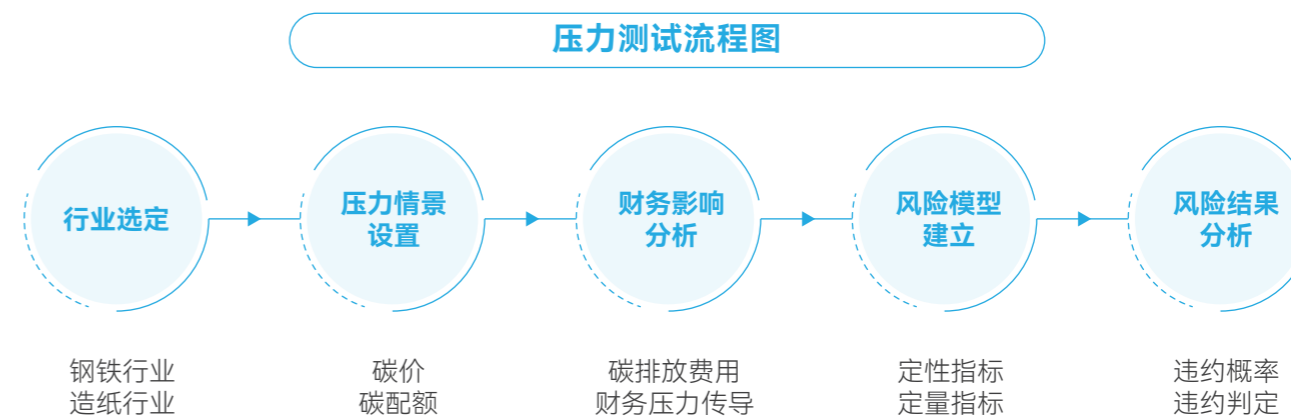 压力测试流程图
行业选定
压力情景
设置
财务影响
分析
风险模型
建立
风险结果
分析
钢铁行业
造纸行业
碳价
碳配额
碳排放费用
财务压力传导
定性指标
定量指标
违约概率
违约判定